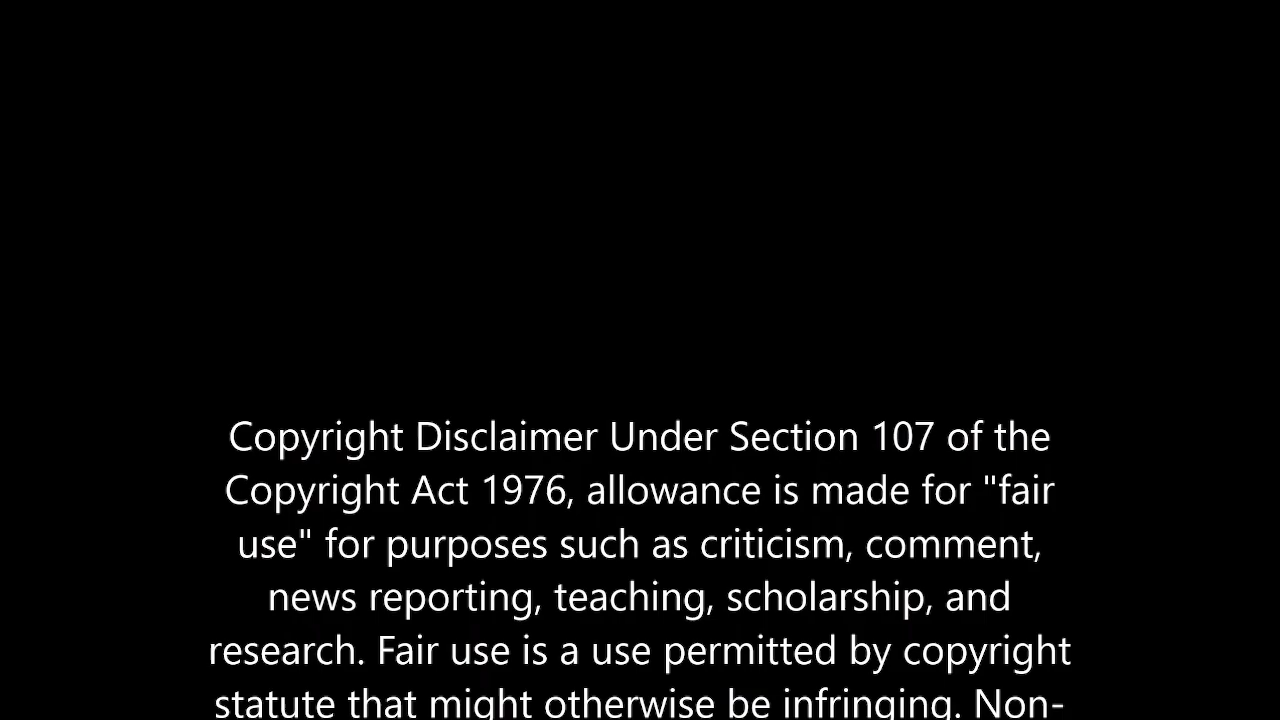 Copyright Disclaimer Under Section 107 of the
Copyright Act 1976, allowance is made for "fair
use" for purposes such as criticism, comment,
news reporting, teaching, scholarship, and
research. Fair use is a use permitted by copyright
statute that might otherwise be infringing. Non-